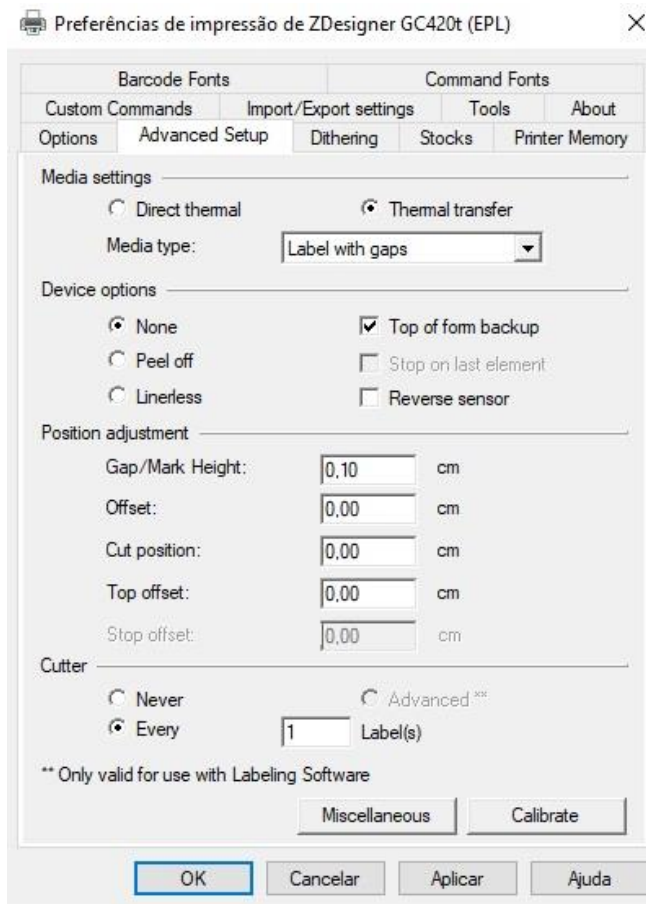 Preferências de impressão de ZDesigner GC420t (EPL)
Barcode Fonts Command Fonts
Custom Commands Import/Export settings Tools About
Options Advanced Setup Dithering Stocks Printer Memory
Media settings
Direct thermal Thermal transfer
Media type: Label with gaps
Device options
None Top of form backup
Peel off Stop on last element
Linerless Reverse sensor
Position adjustment
Gap/Mark Height: 0,10 cm
Offset: 0,00 cm
Cut position: 0,00 cm
Top offset: 0,00 cm
Stop offset: 0,00 cm
Cutter
Never Advanced **
Every 1 Label(s)
** Only valid for use with Labeling Software
Miscellaneous Calibrate
OK Cancelar Aplicar Ajuda